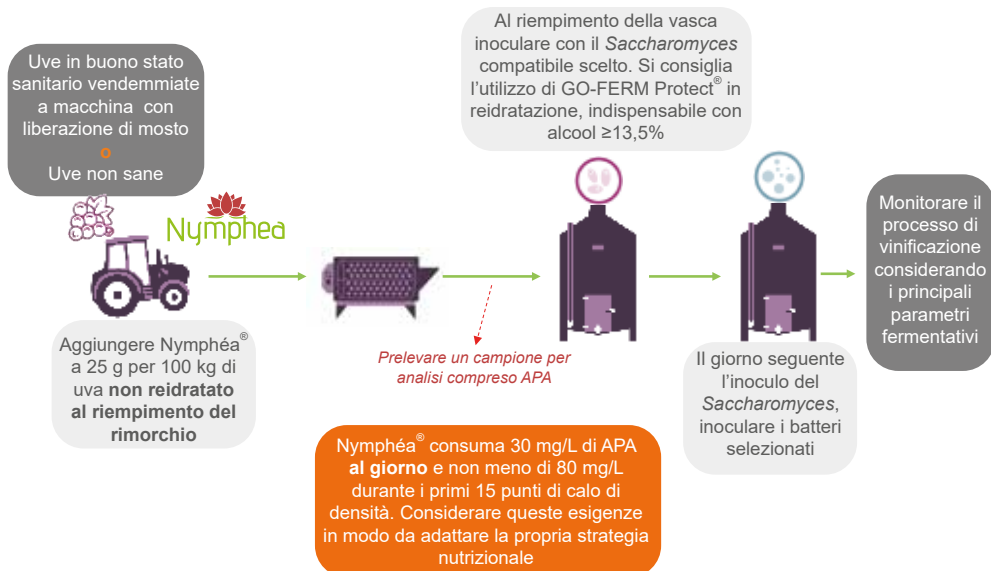 Uve in buono stato
sanitario vendemmiate
a macchina con
liberazione di mosto
o
Uve non sane
Nymphea
Aggiungere Nymphéa®
a 25 g per 100 kg di
uva non reidratato
al riempimento del
rimorchio
Prelevare un campione per
analisi compreso APA
Nymphéa® consuma 30 mg/L di APA
al giorno e non meno di 80 mg/L
durante i primi 15 punti di calo di
densità. Considerare queste esigenze
in modo da adattare la propria strategia
nutrizionale
Al riempimento della vasca
inoculare con il Saccharomyces
compatibile scelto. Si consiglia
l'utilizzo di GO-FERM Protect® in
reidratazione, indispensabile con
alcool ≥13,5%
Il giorno seguente
l'inoculo del
Saccharomyces,
inoculare i batteri
selezionati
Monitorare il
processo di
vinificazione
considerando
i principali
parametri
fermentativi